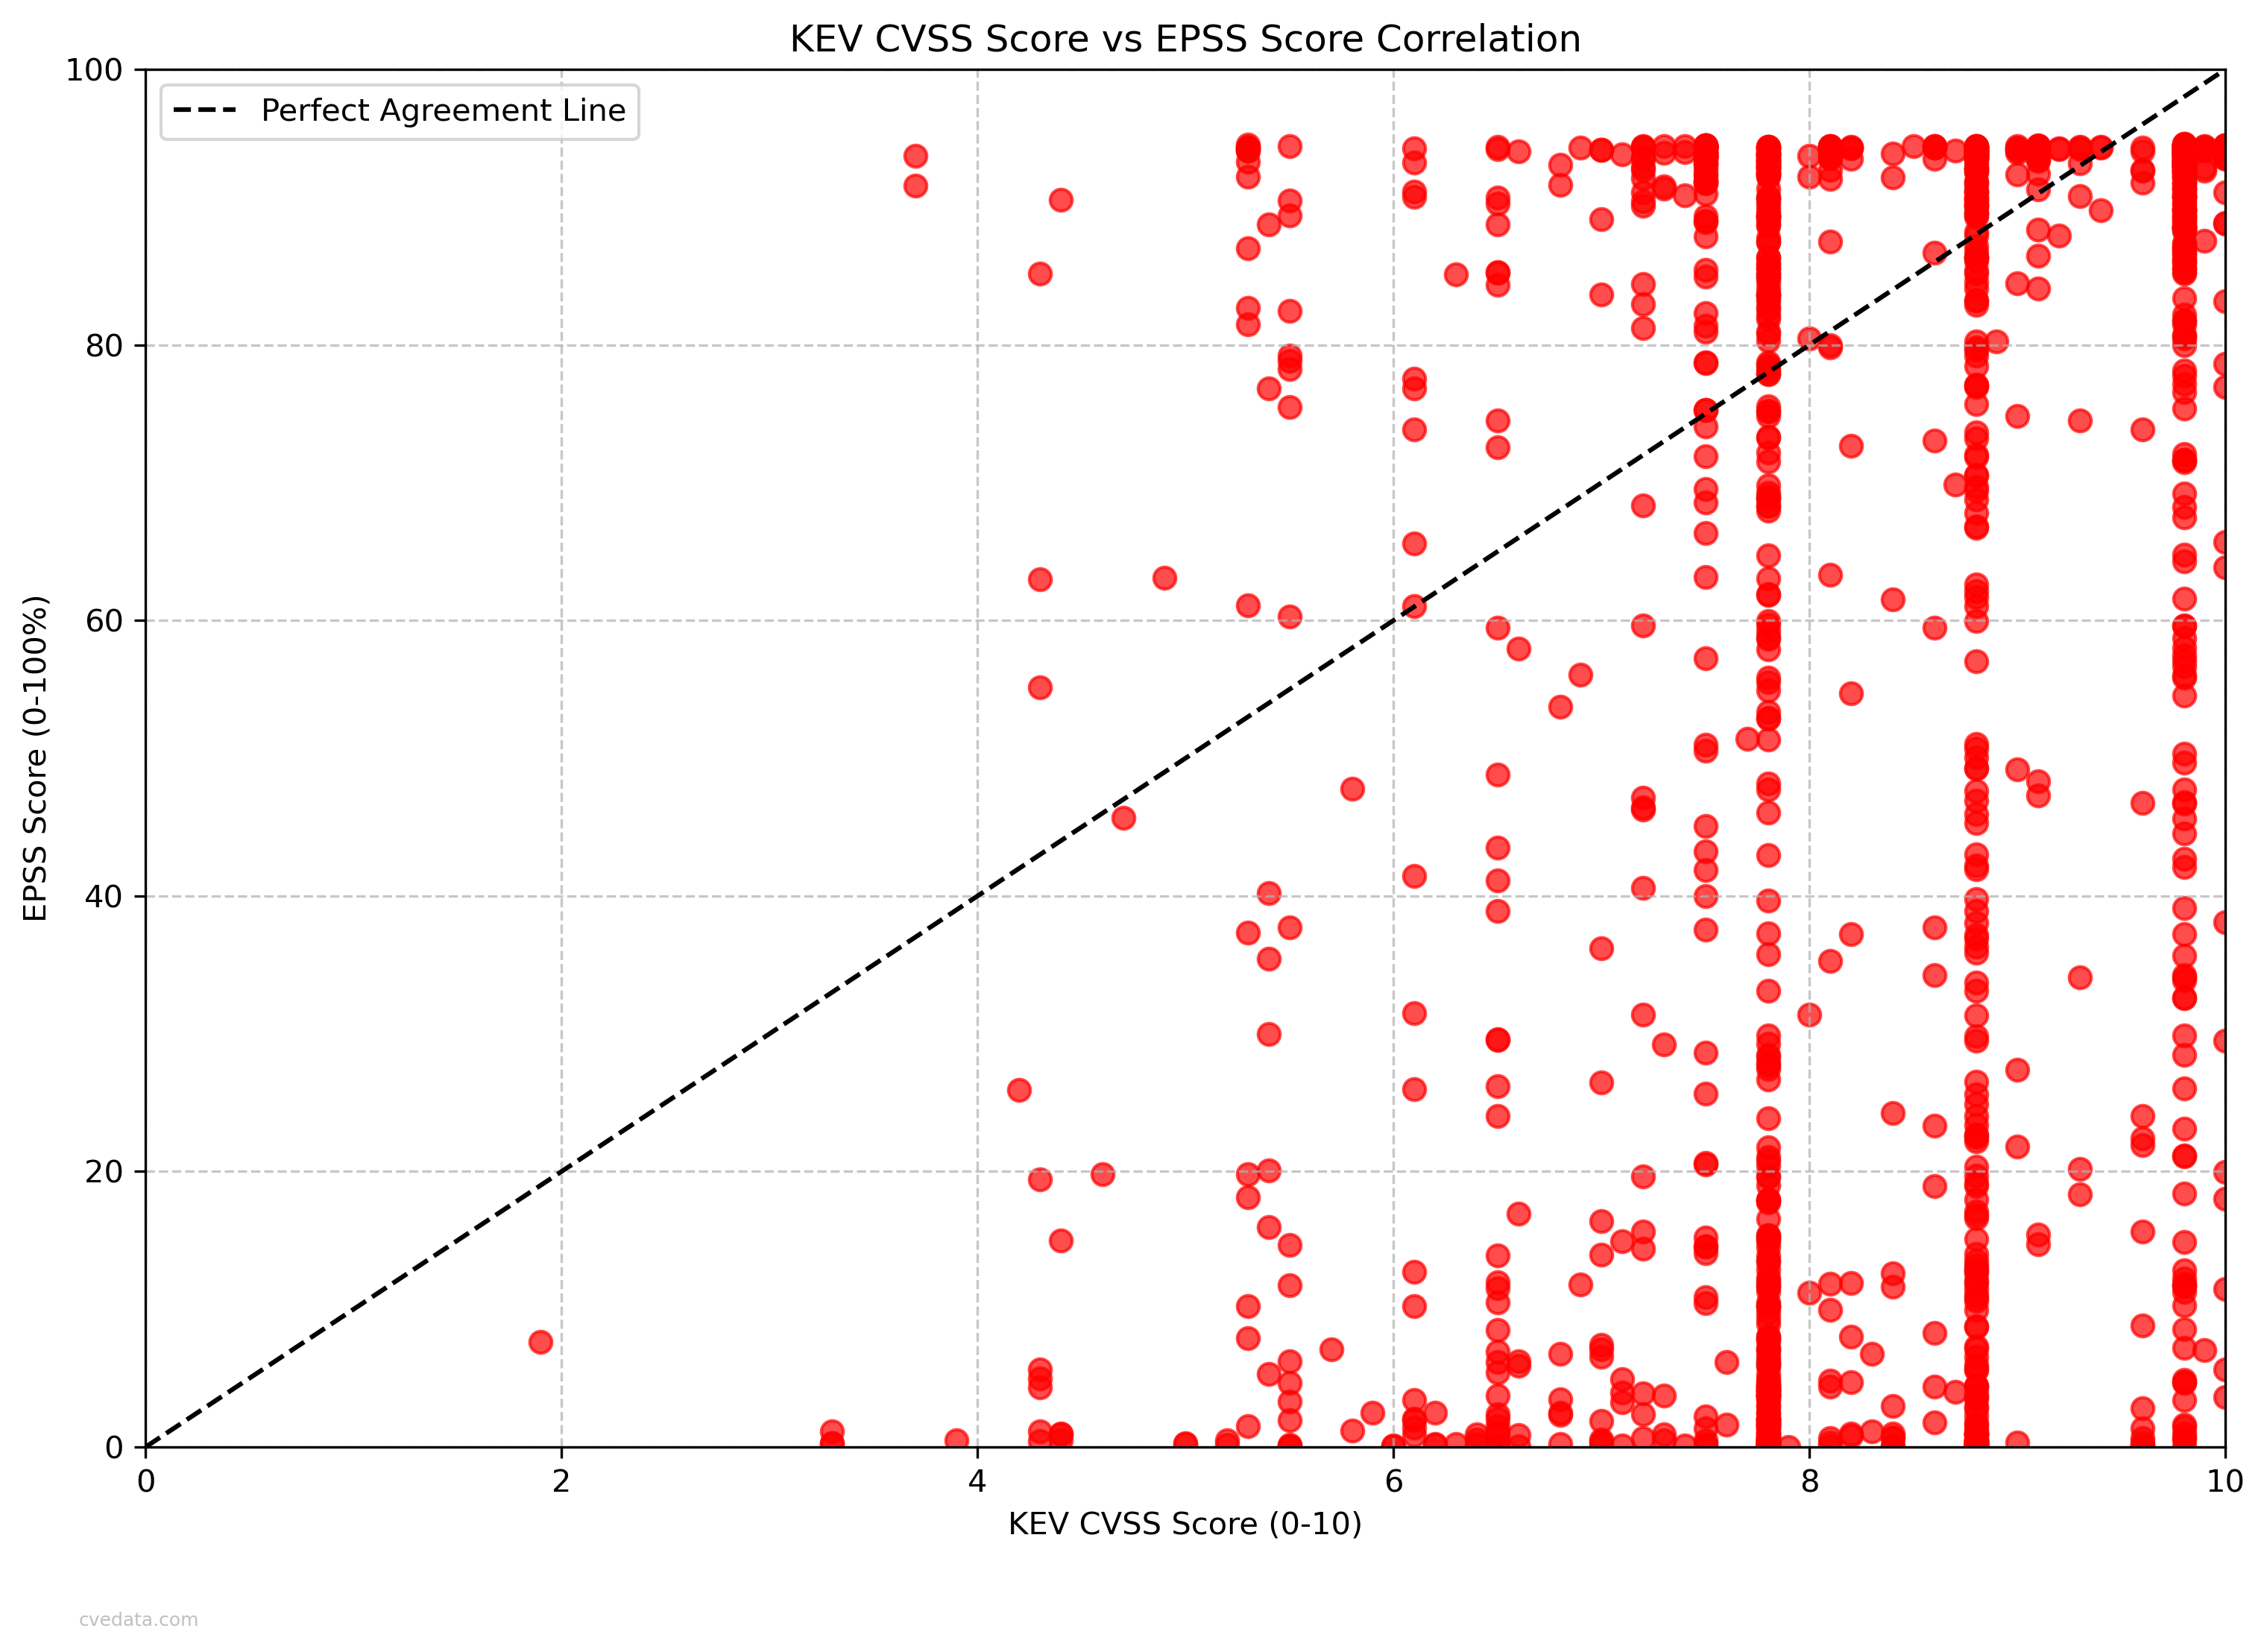 KEV CVSS Score vs EPSS Score Correlation
Perfect Agreement Line
EPSS Score (0-100%)
100
80
60
40
20
0
0 2 4 6 8 10
KEV CVSS Score (0-10)
cvedata.com